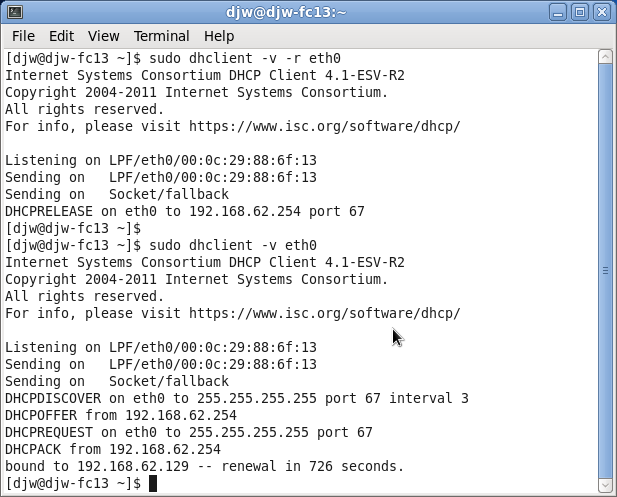 djw@djw-fc13:~
File Edit View Terminal Help
[djw@djw-fc13 ~]$ sudo dhclient -v -r eth0
Internet Systems Consortium DHCP Client 4.1-ESV-R2
Copyright 2004-2011 Internet Systems Consortium.
All rights reserved.
For info, please visit https://www.isc.org/software/dhcp/

Listening on LPF/eth0/00:0c:29:88:6f:13
Sending on   LPF/eth0/00:0c:29:88:6f:13
Sending on   Socket/fallback
DHCPRELEASE on eth0 to 192.168.62.254 port 67
[djw@djw-fc13 ~]$
[djw@djw-fc13 ~]$ sudo dhclient -v eth0
Internet Systems Consortium DHCP Client 4.1-ESV-R2
Copyright 2004-2011 Internet Systems Consortium.
All rights reserved.
For info, please visit https://www.isc.org/software/dhcp/

Listening on LPF/eth0/00:0c:29:88:6f:13
Sending on   LPF/eth0/00:0c:29:88:6f:13
Sending on   Socket/fallback
DHCPDISCOVER on eth0 to 255.255.255.255 port 67 interval 3
DHCPOFFER from 192.168.62.254
DHCPREQUEST on eth0 to 255.255.255.255 port 67
DHCPACK from 192.168.62.254
bound to 192.168.62.129 -- renewal in 726 seconds.
[djw@djw-fc13 ~]$